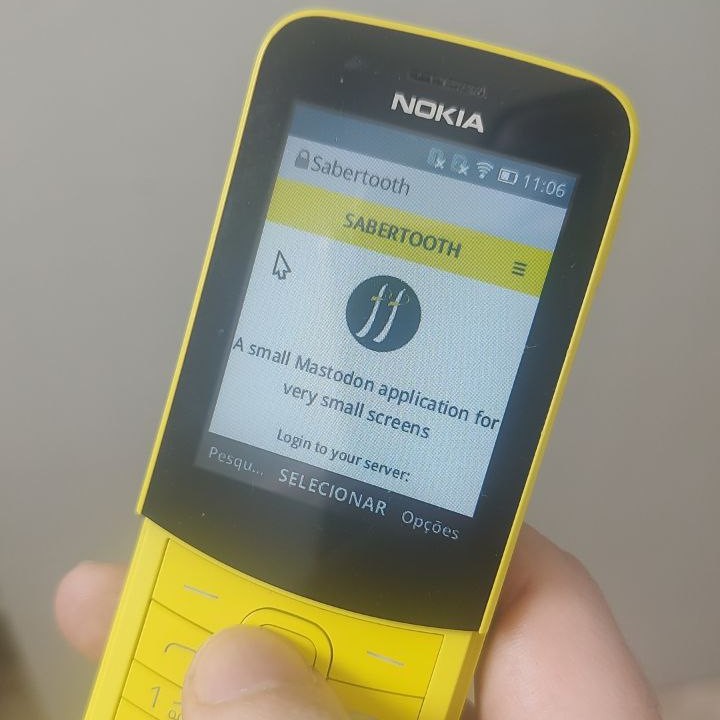 NOKIA
11:06
Sabertooth
SABERTOOTH
A small Mastodon application for
very small screens
Login to your server:
Pesqu... SELECIONAR Opções
1